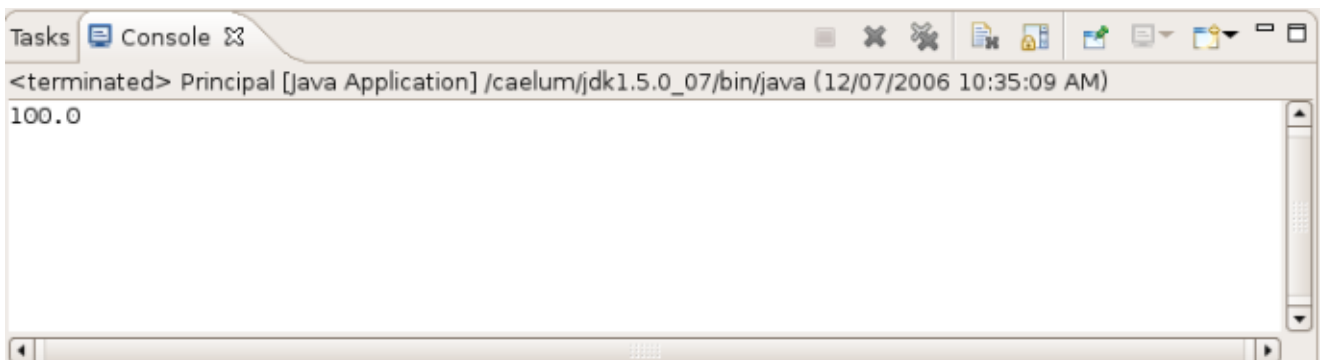 Tasks Console
<terminated> Principal [Java Application] /caelum/jdk1.5.0_07/bin/java (12/07/2006 10:35:09 AM)
100.0